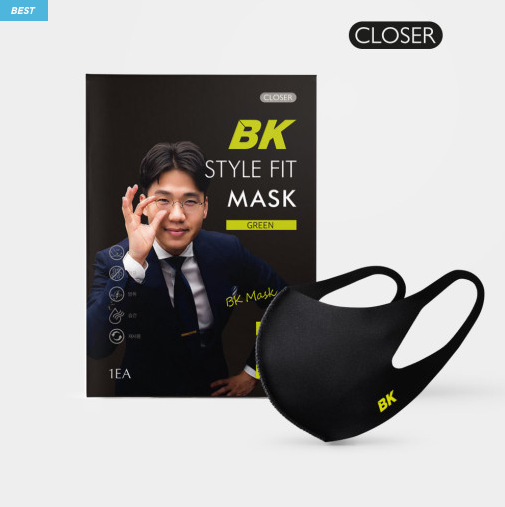 BEST
CLOSER
CLOSER
BK
STYLE FIT
MASK
GREEN
BK Mask
1EA
BK